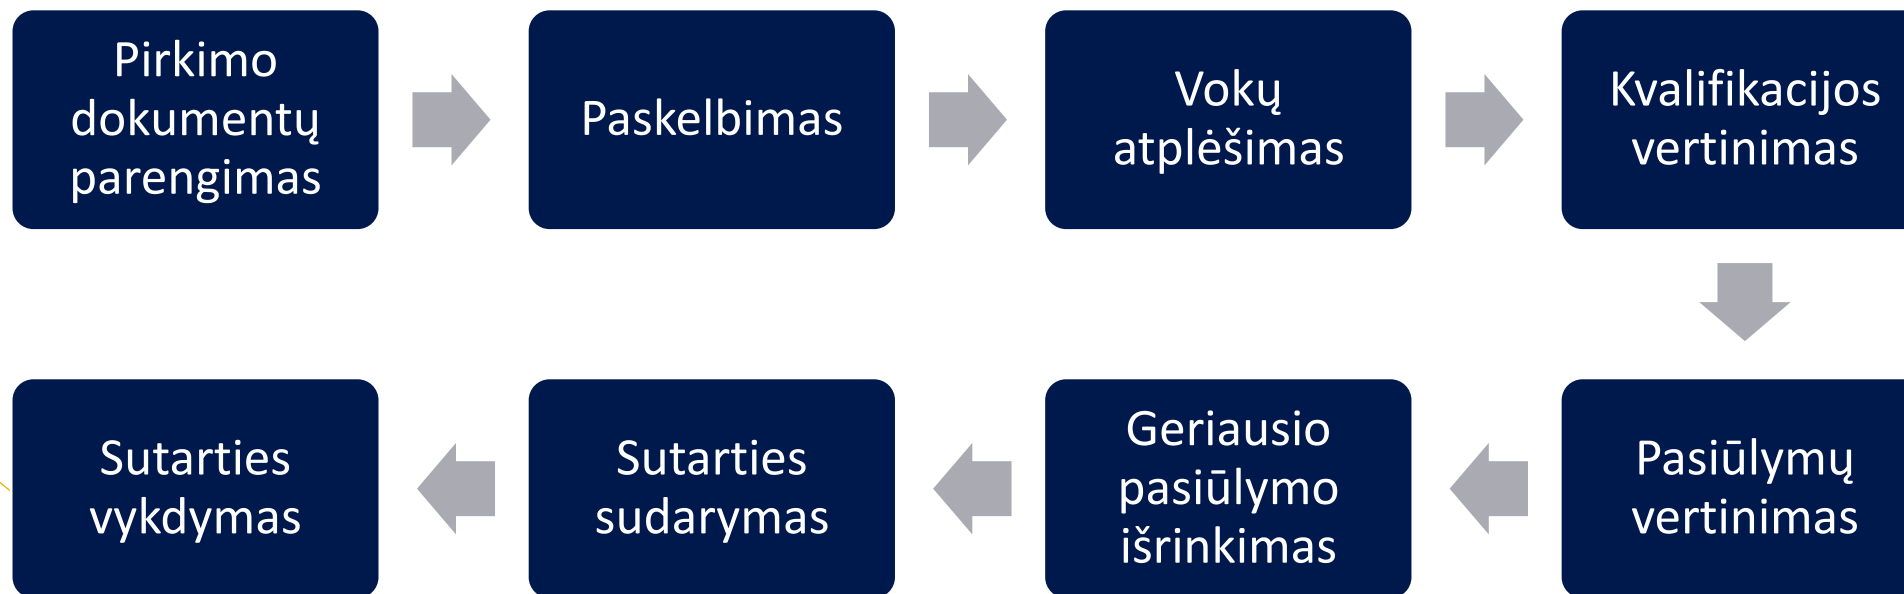 Pirkimo
dokumentų
parengimas
Paskelbimas
Vokų
atplėšimas
Kvalifikacijos
vertinimas
Pasiūlymų
vertinimas
Geriausio
pasiūlymo
išrinkimas
Sutarties
sudarymas
Sutarties
vykdymas